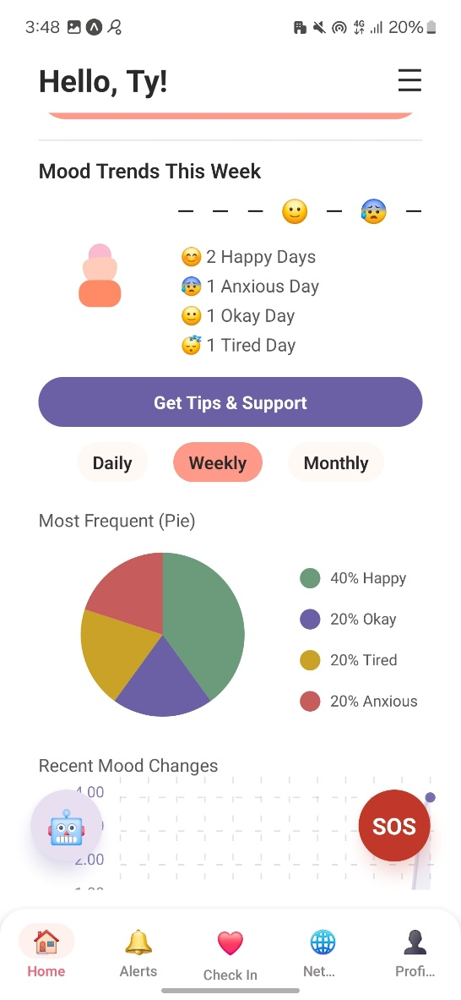 3:48 4G 20%
Hello, Ty!
Mood Trends This Week
2 Happy Days
1 Anxious Day
1 Okay Day
1 Tired Day
Get Tips & Support
Daily Weekly Monthly
Most Frequent (Pie)
40% Happy
20% Okay
20% Tired
20% Anxious
Recent Mood Changes
4.00
SOS
2.00
Home Alerts Check In Net... Profi...